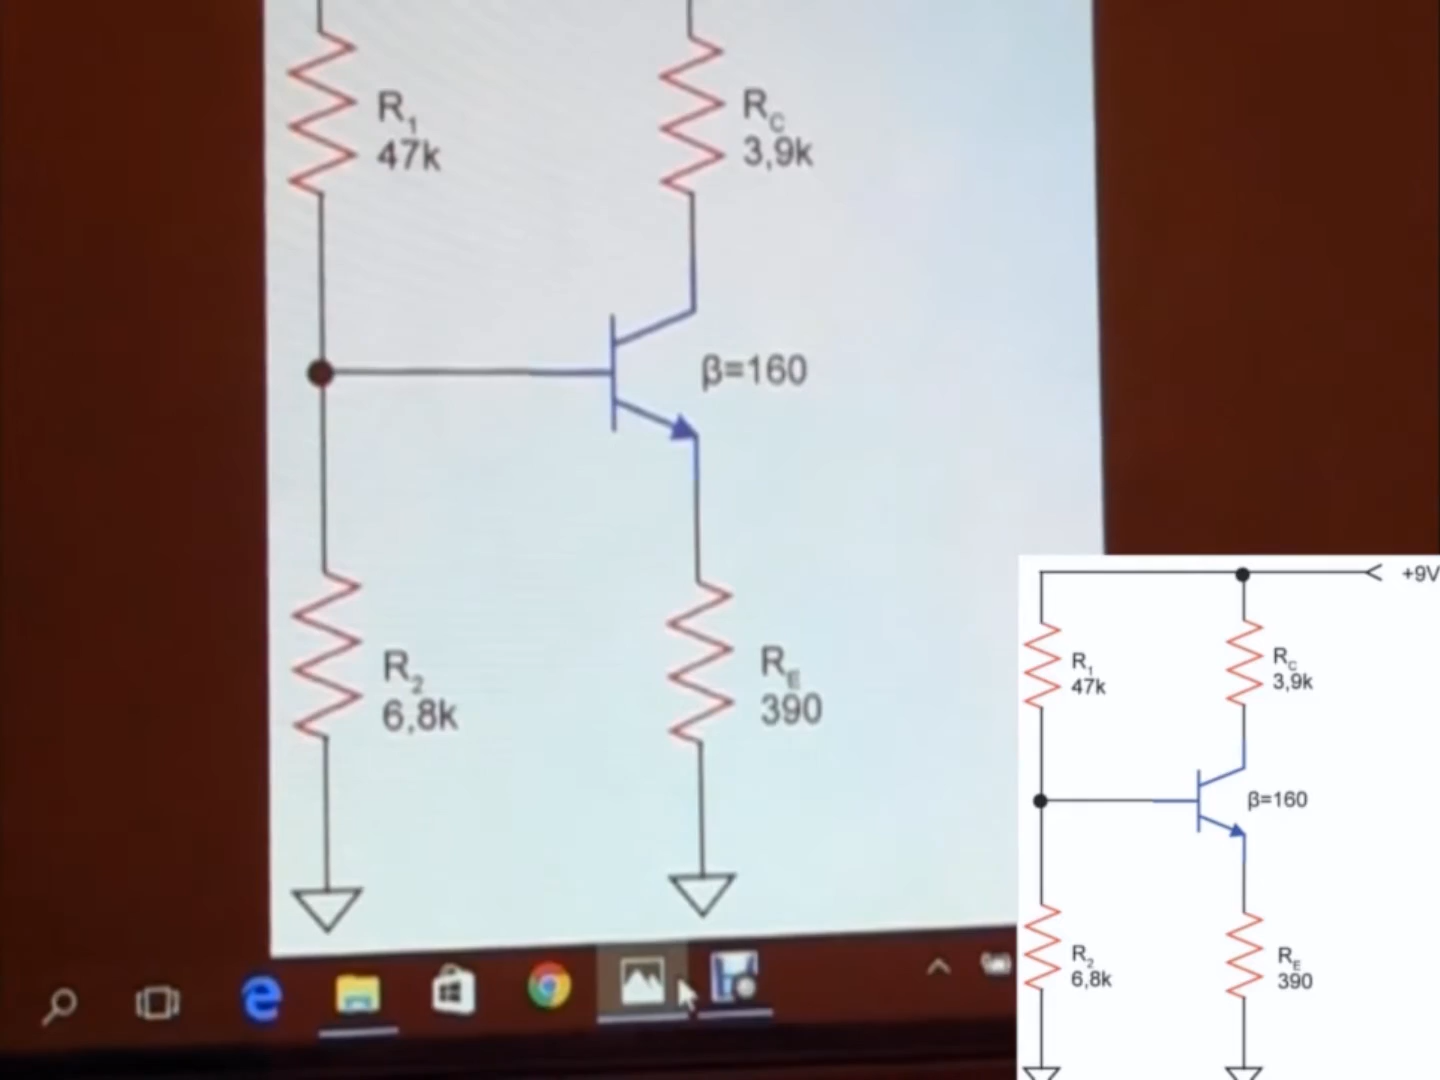 R1
47k
RC
3,9k
β=160
R2
6,8k
RE
390
+9V
R1
47k
RC
3,9k
β=160
R2
6,8k
RE
390